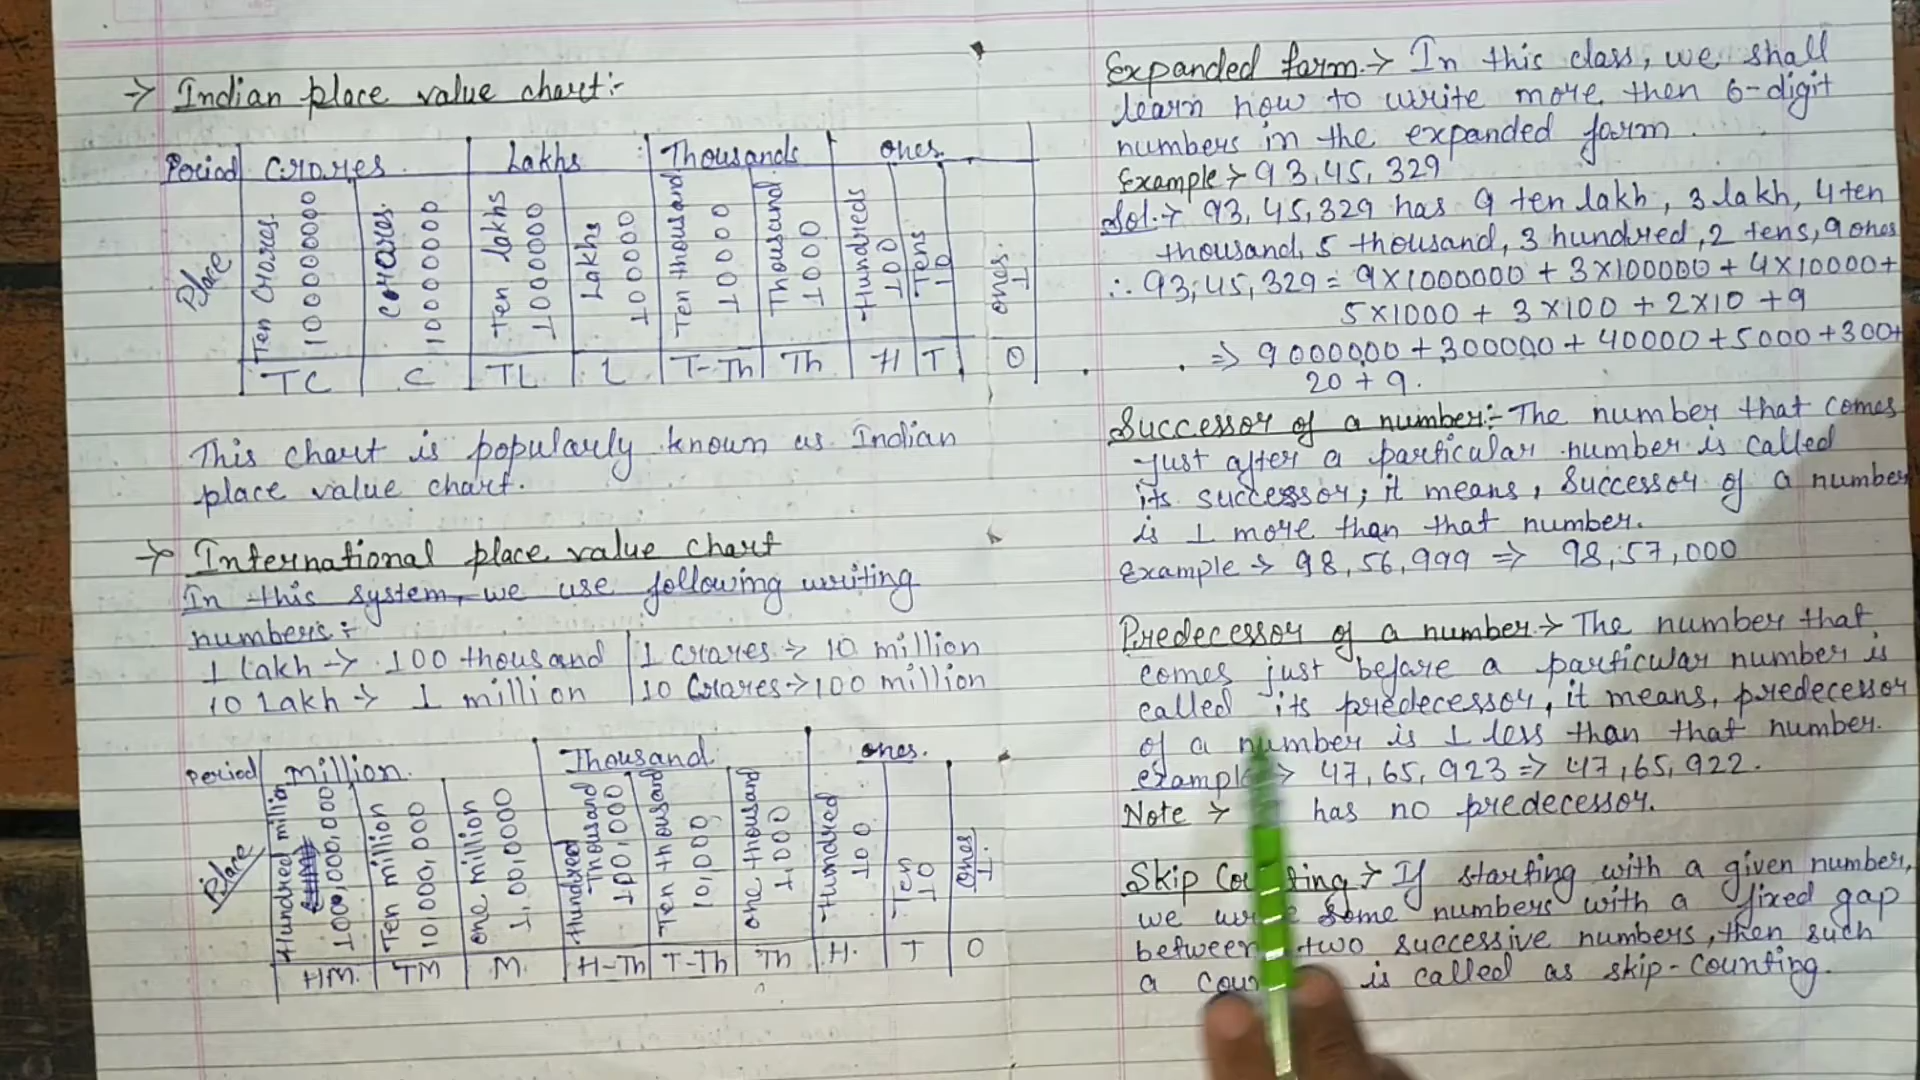 → Indian place value chart:-
Period Crores Lakhs Thousands ones.
Place Ten Crores. 100000000 Crores. 10000000 Ten lakhs 1000000 Lakhs 100000 Ten thousand 10000 Thousand. 1000 Hundreds 100 Tens 10 ones. 1
TC C TL L T-Th Th H T O
This chart is popularly known as Indian
place value chart.
→ International place value chart
In this system, we use following writing
numbers:-
1 Lakh → 100 thousand | 1 crores → 10 million
10 Lakh → 1 million | 10 Crores → 100 million
Period million. Thousand. ones.
Place Hundred million 100,000,000 Ten million 10,000,000 one million 1,00,0000 Hundred Thousand 100,000 Ten thousand 10,000 one thousand 1,000 Hundred 100 Ten 10 Ones 1.
HM. TM M. H-Th T-Th Th H. T O
Expanded form. → In this class, we shall
learn how to write more then 6-digit
numbers in the expanded form.
Example → 93,45,329
Sol. → 93,45,329 has 9 ten lakh, 3 lakh, 4 ten
thousand, 5 thousand, 3 hundred, 2 tens, 9 ones
∴ 93,45,329 = 9×1000000 + 3×100000 + 4×10000+
5×1000 + 3×100 + 2×10 + 9
⇒ 9000000 + 300000 + 40000 + 5000 + 300+
20 + 9.
Successor of a number:- The number that comes
just after a particular number is called
its successor; it means, Successor of a number
is 1 more than that number.
Example → 98,56,999 ⇒ 98,57,000
Predecessor of a number. → The number that
comes just before a particular number is
called its predecessor, it means, predecessor
of a number is 1 less than that number.
example → 47,65,923 ⇒ 47,65,922.
Note → has no predecessor.
Skip Counting → If starting with a given number,
we write some numbers with a fixed gap
between two successive numbers, then such
a is called as skip-counting.